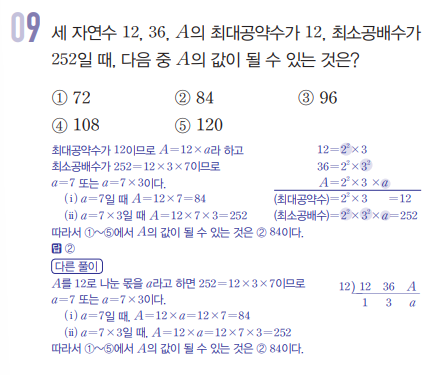 09
세 자연수 12, 36, A의 최대공약수가 12, 최소공배수가
252일 때, 다음 중 A의 값이 될 수 있는 것은?
① 72 ② 84 ③ 96
④ 108 ⑤ 120
최대공약수가 12이므로 A=12×a라 하고
최소공배수가 252=12×3×7이므로
a=7 또는 a=7×3이다.
(ⅰ) a=7일 때 A=12×7=84
(ⅱ) a=7×3일 때 A=12×7×3=252
따라서 ①~⑤에서 A의 값이 될 수 있는 것은 ② 84이다.
답 ②
12=2²×3
36=2²×3²
A=2²×3 ×a
(최대공약수)=2²×3 =12
(최소공배수)=2²×3²×a=252
다른 풀이
A를 12로 나눈 몫을 a라고 하면 252=12×3×7이므로
a=7 또는 a=7×3이다.
(ⅰ) a=7일 때, A=12×a=12×7=84
(ⅱ) a=7×3일 때, A=12×a=12×7×3=252
따라서 ①~⑤에서 A의 값이 될 수 있는 것은 ② 84이다.
12) 12 36 A
1 3 a